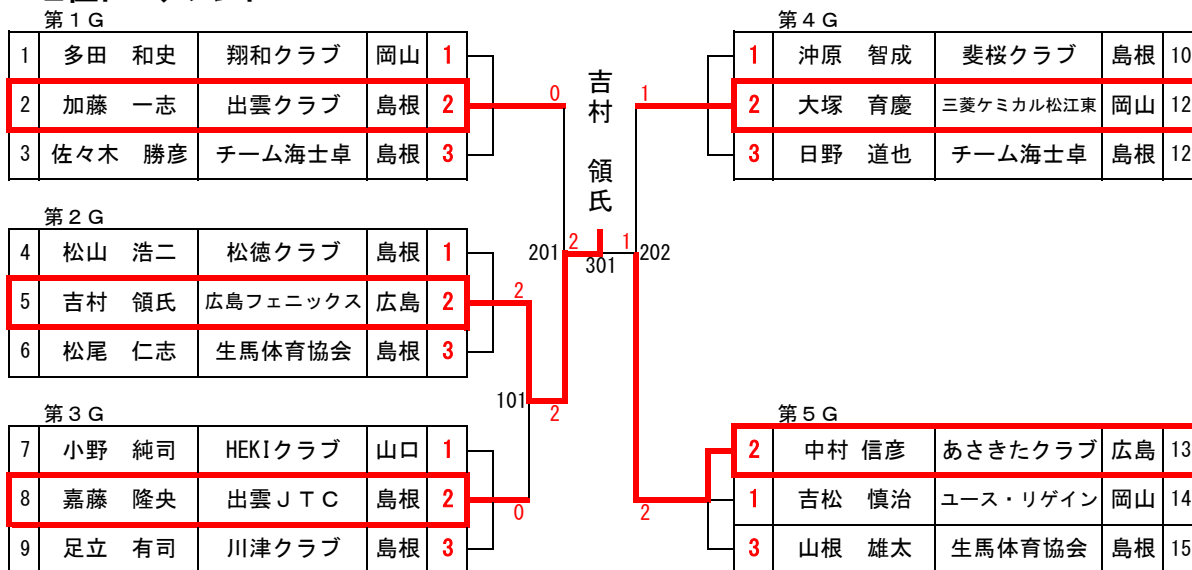 第１Ｇ
1 多田 和史 翔和クラブ 岡山 1
2 加藤 一志 出雲クラブ 島根 2
3 佐々木 勝彦 チーム海士卓 島根 3
0
第２Ｇ
4 松山 浩二 松徳クラブ 島根 1
5 吉村 領氏 広島フェニックス 広島 2
6 松尾 仁志 生馬体育協会 島根 3
2
101
2
第３Ｇ
7 小野 純司 HEKIクラブ 山口 1
8 嘉藤 隆央 出雲ＪＴＣ 島根 2
9 足立 有司 川津クラブ 島根 3
0
吉村 領氏
201 2 1 202
301
第４Ｇ
1 沖原 智成 斐桜クラブ 島根 10
2 大塚 育慶 三菱ケミカル松江東 岡山 12
3 日野 道也 チーム海士卓 島根 12
1
第５Ｇ
2 中村 信彦 あさきたクラブ 広島 13
1 吉松 慎治 ユース・リゲイン 岡山 14
3 山根 雄太 生馬体育協会 島根 15
2